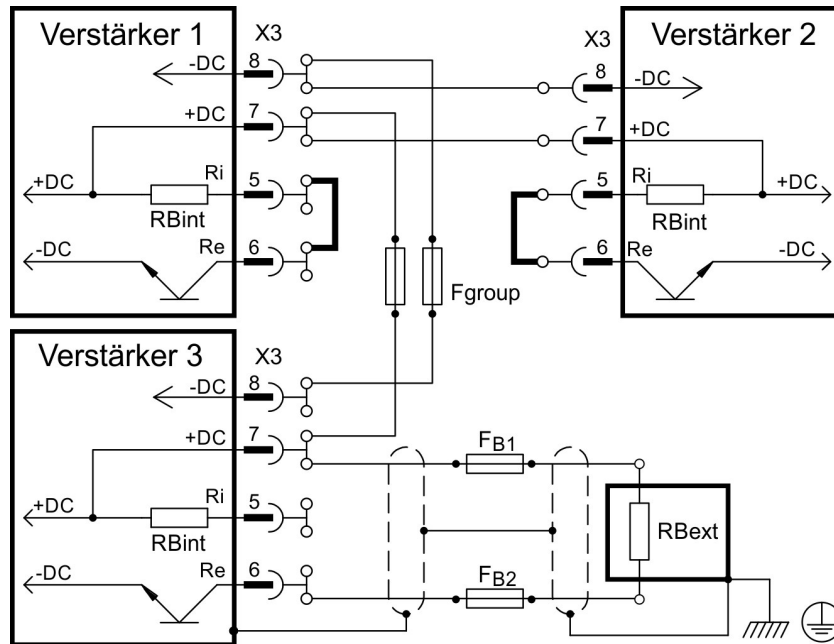 Verstärker 1
X3
8
-DC
7
+DC
+DC
RBint
Ri
5
-DC
Re
6
Verstärker 2
X3
8
-DC
7
+DC
5
Ri
RBint
+DC
6
Re
-DC
Fgroup
Verstärker 3
X3
8
-DC
7
+DC
+DC
RBint
Ri
5
-DC
Re
6
FB1
FB2
RBext